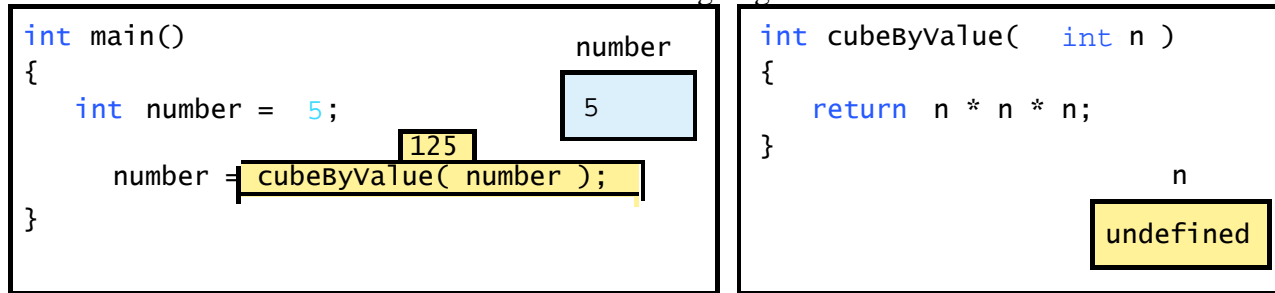 int main()
{
int number = 5;
number = cubeByValue( number );
}
125
number
5
int cubeByValue( int n )
{
return n * n * n;
}
n
undefined